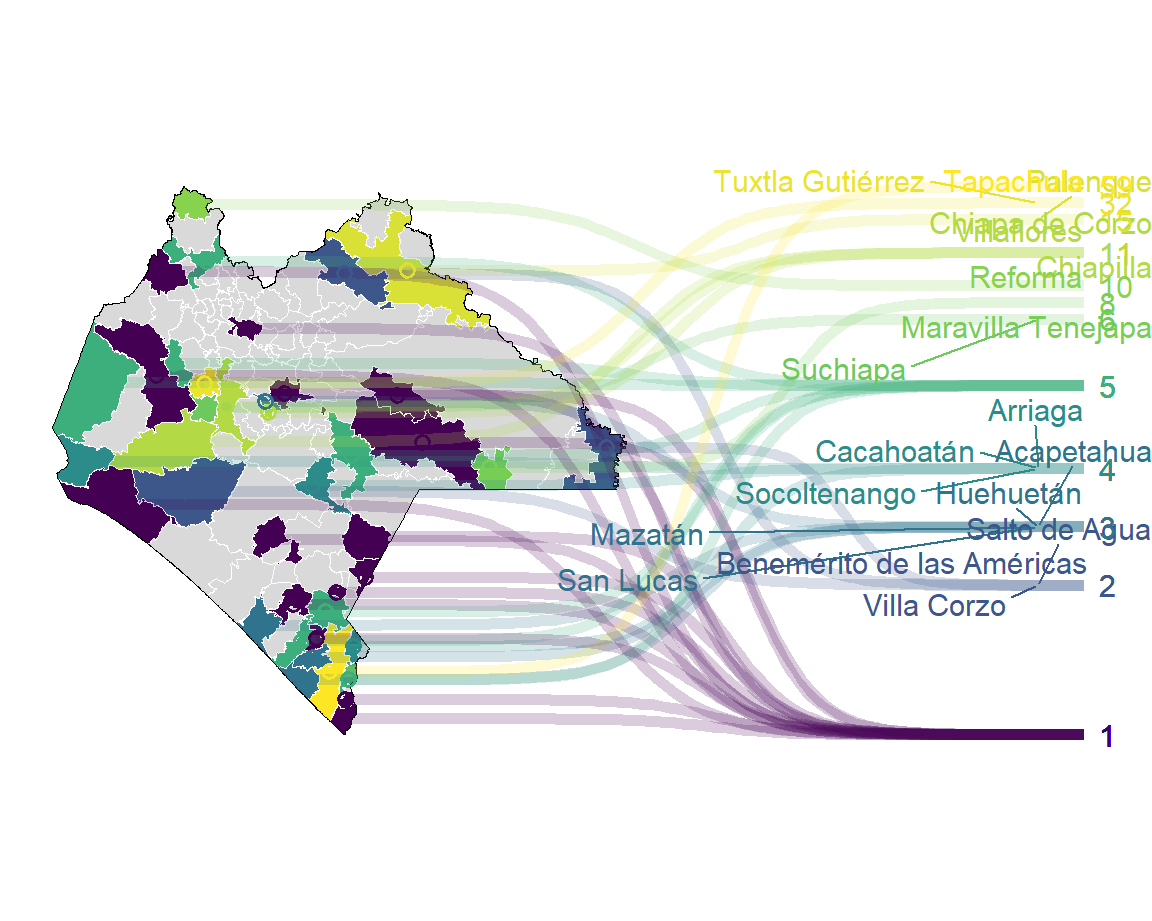 Tuxtla Gutiérrez
Tapachula
Palenque
32
Chiapa de Corzo
Villaflores
11
Chiapilla
Reforma
10
8
Maravilla Tenejapa
6
Suchiapa
5
Arriaga
Cacahoatán
Acapetahua
4
Socoltenango
Huehuetán
3
Salto de Agua
Mazatán
Benemérito de las Américas
San Lucas
2
Villa Corzo
1